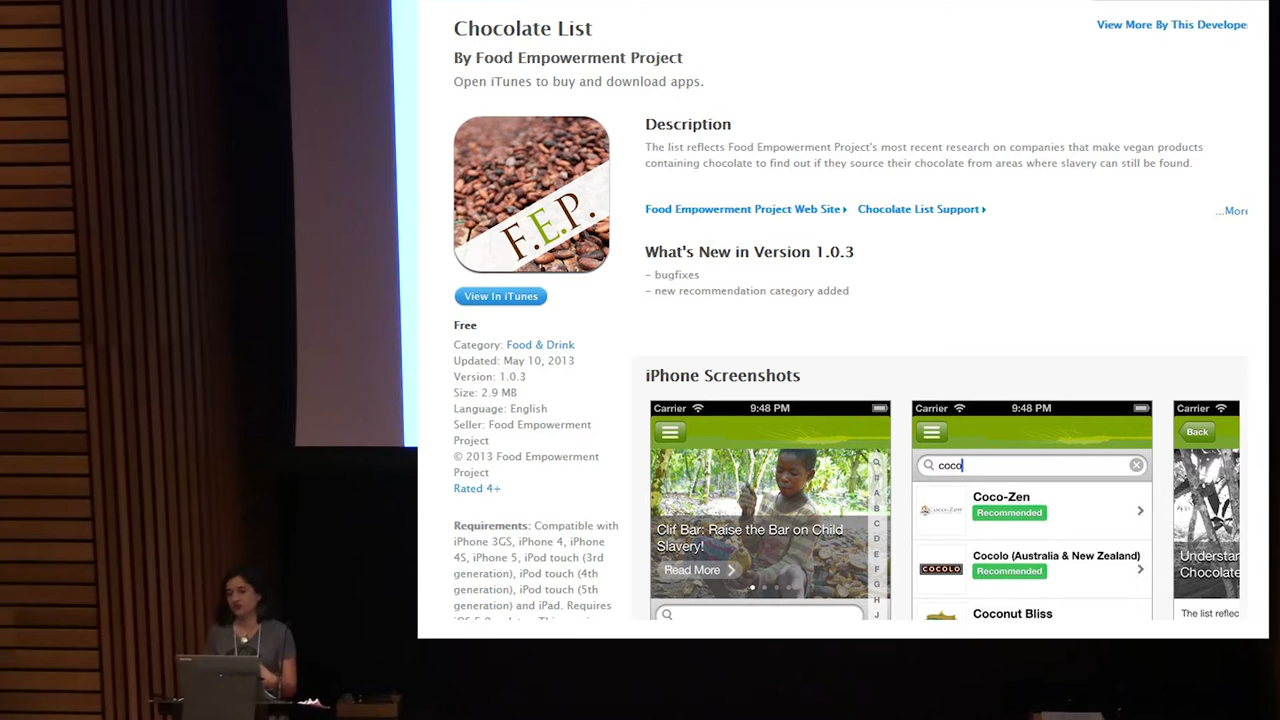 Chocolate List
View More By This Develope
By Food Empowerment Project
Open iTunes to buy and download apps.
F.E.P.
View In iTunes
Free
Category: Food & Drink
Updated: May 10, 2013
Version: 1.0.3
Size: 2.9 MB
Language: English
Seller: Food Empowerment
Project
© 2013 Food Empowerment
Project
Rated 4+
Requirements: Compatible with
iPhone 3GS, iPhone 4, iPhone
4S, iPhone 5, iPod touch (3rd
generation), iPod touch (4th
generation), iPod touch (5th
generation) and iPad. Requires
Description
The list reflects Food Empowerment Project's most recent research on companies that make vegan products
containing chocolate to find out if they source their chocolate from areas where slavery can still be found.
Food Empowerment Project Web Site
Chocolate List Support
...More
What's New in Version 1.0.3
- bugfixes
- new recommendation category added
iPhone Screenshots
Carrier 9:48 PM
Clif Bar: Raise the Bar on Child
Slavery!
Read More
A
B
C
D
E
F
G
H
J
Carrier 9:48 PM
coco
Coco-Zen
Coco-Zen
Recommended
COCOLO
Cocolo (Australia & New Zealand)
Recommended
Coconut Bliss
Carrier
Back
Understar
Chocolate
The list reflec